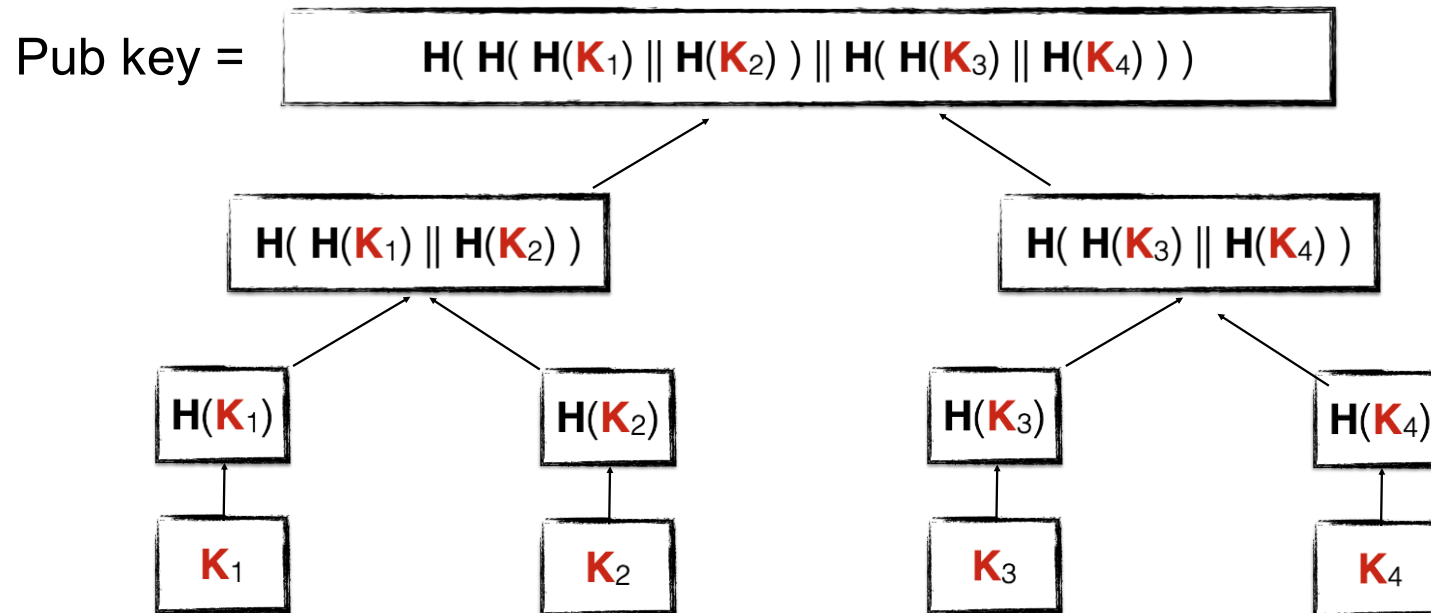 Pub key = H( H( H(K₁) || H(K₂) ) || H( H(K₃) || H(K₄) ) )
H( H(K₁) || H(K₂) ) H( H(K₃) || H(K₄) )
H(K₁) H(K₂) H(K₃) H(K₄)
K₁ K₂ K₃ K₄